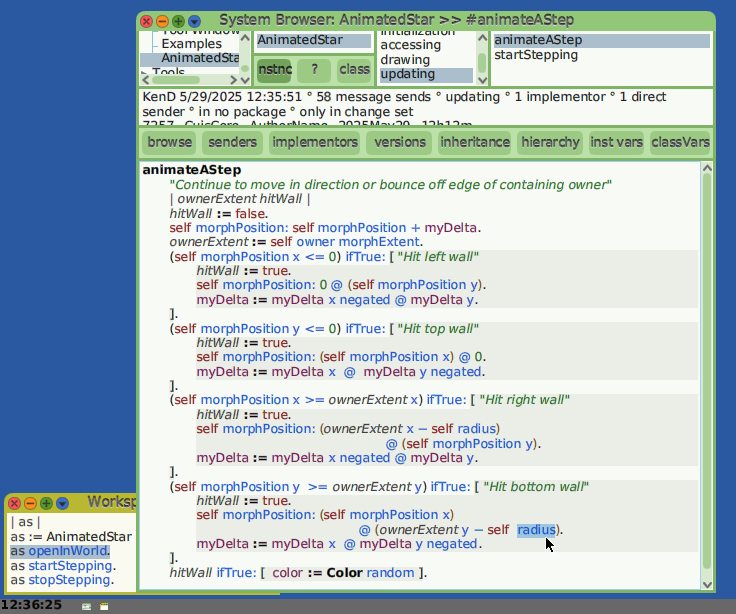 System Browser: AnimatedStar >> #animateAStep
Examples
AnimatedSta
Tools
AnimatedStar
instnc
?
class
initialization
accessing
drawing
updating
animateAStep
startStepping
KenD 5/29/2025 12:35:51 ° 58 message sends ° updating ° 1 implementor ° 1 direct
sender ° in no package ° only in change set
browse senders implementors versions inheritance hierarchy inst vars classVars
animateAStep
"Continue to move in direction or bounce off edge of containing owner"
| ownerExtent hitWall |
hitWall := false.
self morphPosition: self morphPosition + myDelta.
ownerExtent := self owner morphExtent.
(self morphPosition x <= 0) ifTrue: [ "Hit left wall"
hitWall := true.
self morphPosition: 0 @ (self morphPosition y).
myDelta := myDelta x negated @ myDelta y.
].
(self morphPosition y <= 0) ifTrue: [ "Hit top wall"
hitWall := true.
self morphPosition: (self morphPosition x) @ 0.
myDelta := myDelta x  @  myDelta y negated.
].
(self morphPosition x >= ownerExtent x) ifTrue: [ "Hit right wall"
hitWall := true.
self morphPosition: (ownerExtent x − self radius)
@ (self morphPosition y).
myDelta := myDelta x negated @ myDelta y.
].
(self morphPosition y  >= ownerExtent y) ifTrue: [ "Hit bottom wall"
hitWall := true.
self morphPosition: (self morphPosition x)
@ (ownerExtent y − self  radius).
myDelta := myDelta x  @ myDelta y negated.
].
hitWall ifTrue: [  color := Color random ].
Worksp
| as |
as := AnimatedStar
as openInWorld.
as startStepping.
as stopStepping.
12:36:25